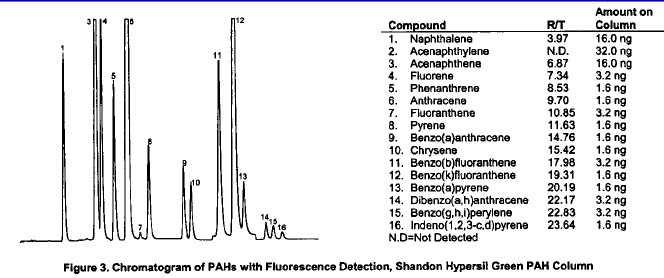 1
3
4
5
6
7
8
9
10
11
12
13
14
15
16
Amount on
Compound R/T Column
1. Naphthalene 3.97 16.0 ng
2. Acenaphthylene N.D. 32.0 ng
3. Acenaphthene 6.87 16.0 ng
4. Fluorene 7.34 3.2 ng
5. Phenanthrene 8.53 1.6 ng
6. Anthracene 9.70 1.6 ng
7. Fluoranthene 10.85 3.2 ng
8. Pyrene 11.63 1.6 ng
9. Benzo(a)anthracene 14.76 1.6 ng
10. Chrysene 15.42 1.6 ng
11. Benzo(b)fluoranthene 17.98 3.2 ng
12. Benzo(k)fluoranthene 19.31 1.6 ng
13. Benzo(a)pyrene 20.19 1.6 ng
14. Dibenzo(a,h)anthracene 22.17 3.2 ng
15. Benzo(g,h,i)perylene 22.83 3.2 ng
16. Indeno(1,2,3-c,d)pyrene 23.64 1.6 ng
N.D=Not Detected
Figure 3. Chromatogram of PAHs with Fluorescence Detection, Shandon Hypersil Green PAH Column